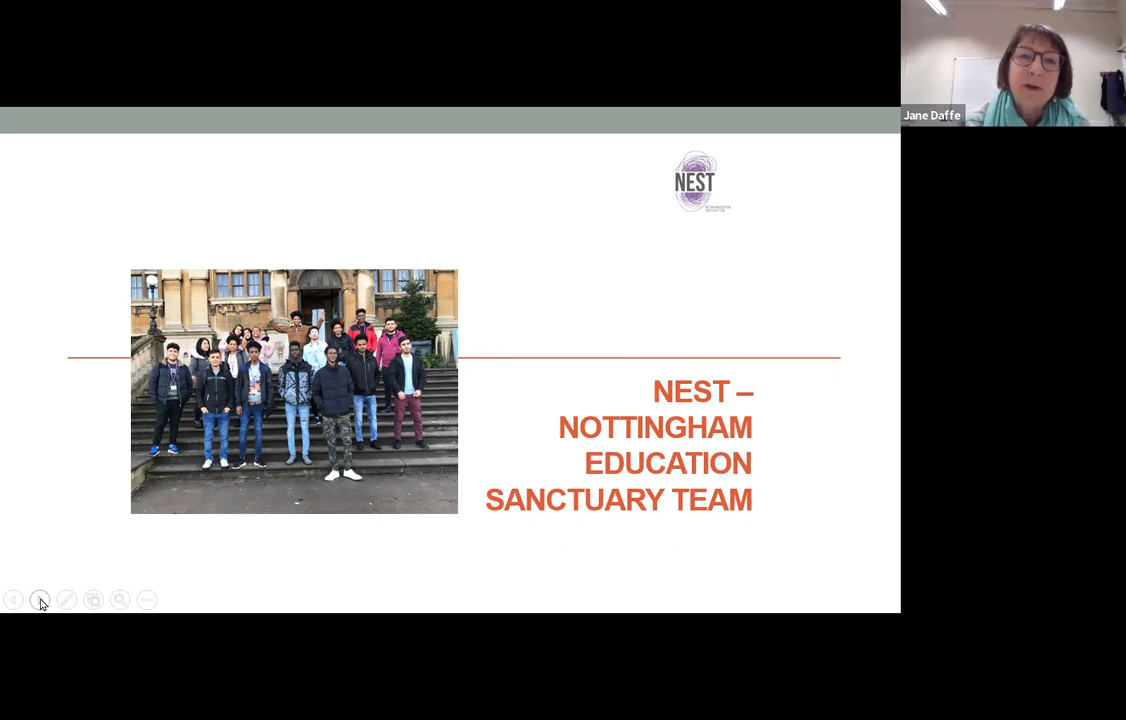 Jane Daffe
NEST
NEST –
NOTTINGHAM
EDUCATION
SANCTUARY TEAM